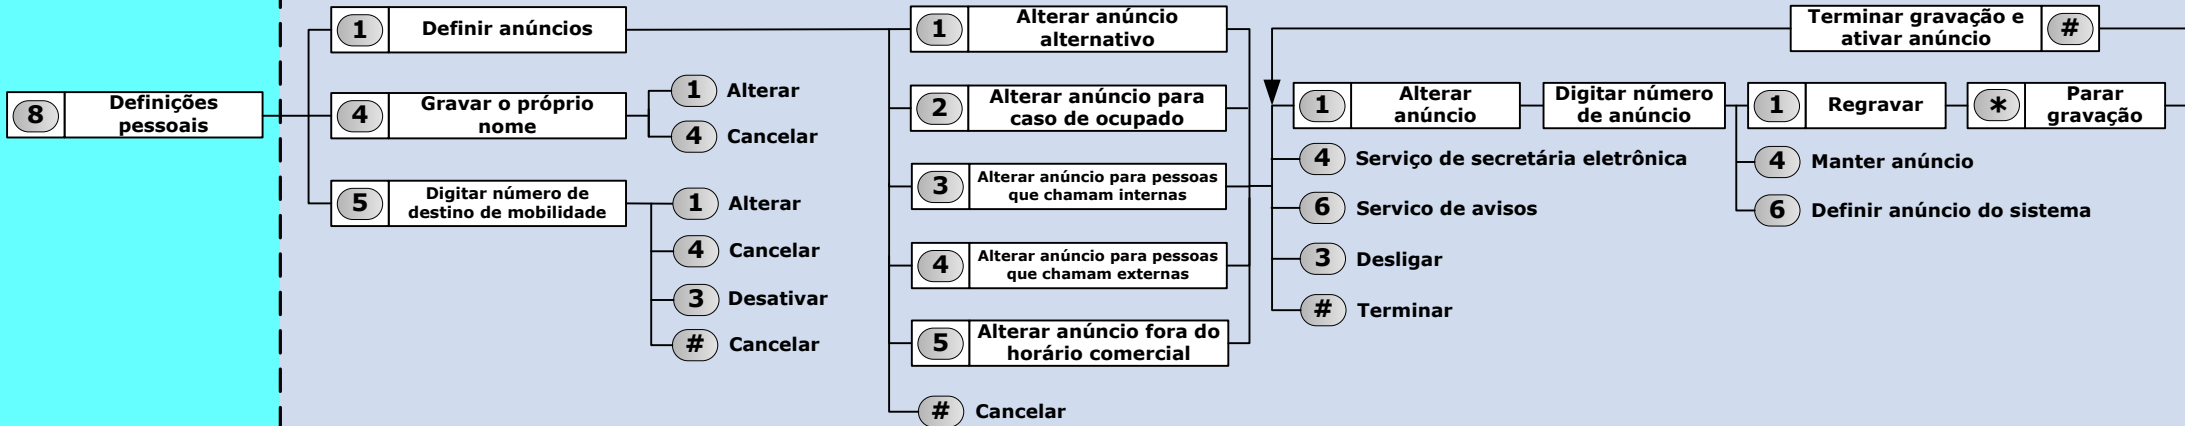 8
Definições
pessoais
1
Definir anúncios
4
Gravar o próprio
nome
1
Alterar
4
Cancelar
5
Digitar número de
destino de mobilidade
1
Alterar
4
Cancelar
3
Desativar
#
Cancelar
1
Alterar anúncio
alternativo
2
Alterar anúncio para
caso de ocupado
3
Alterar anúncio para pessoas
que chamam internas
4
Alterar anúncio para pessoas
que chamam externas
5
Alterar anúncio fora do
horário comercial
#
Cancelar
Terminar gravação e
ativar anúncio
#
1
Alterar
anúncio
Digitar número
de anúncio
1
Regravar
*
Parar
gravação
4
Serviço de secretária eletrônica
6
Servico de avisos
3
Desligar
#
Terminar
4
Manter anúncio
6
Definir anúncio do sistema